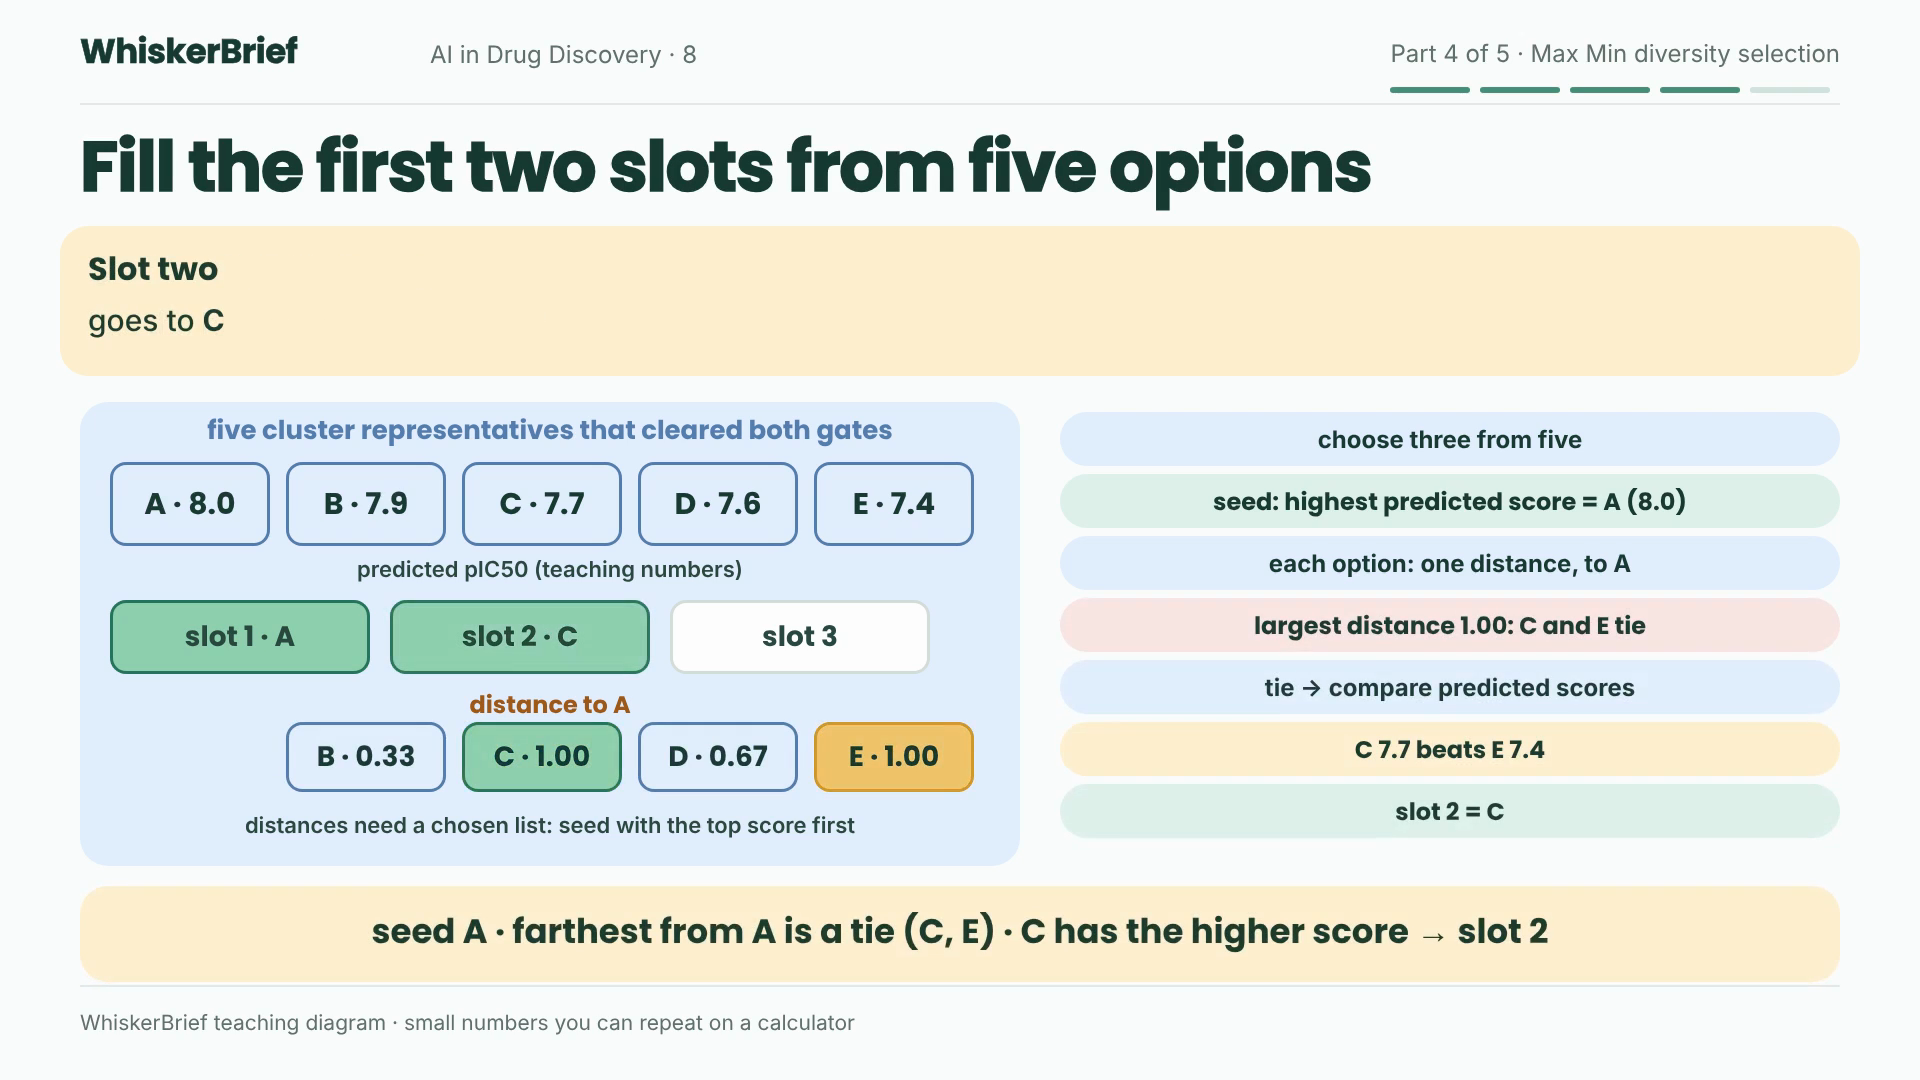 WhiskerBrief
AI in Drug Discovery · 8
Part 4 of 5 · Max Min diversity selection
Fill the first two slots from five options
Slot two
goes to C
five cluster representatives that cleared both gates
A · 8.0
B · 7.9
C · 7.7
D · 7.6
E · 7.4
predicted pIC50 (teaching numbers)
slot 1 · A
slot 2 · C
slot 3
distance to A
B · 0.33
C · 1.00
D · 0.67
E · 1.00
distances need a chosen list: seed with the top score first
choose three from five
seed: highest predicted score = A (8.0)
each option: one distance, to A
largest distance 1.00: C and E tie
tie → compare predicted scores
C 7.7 beats E 7.4
slot 2 = C
seed A · farthest from A is a tie (C, E) · C has the higher score → slot 2
WhiskerBrief teaching diagram · small numbers you can repeat on a calculator